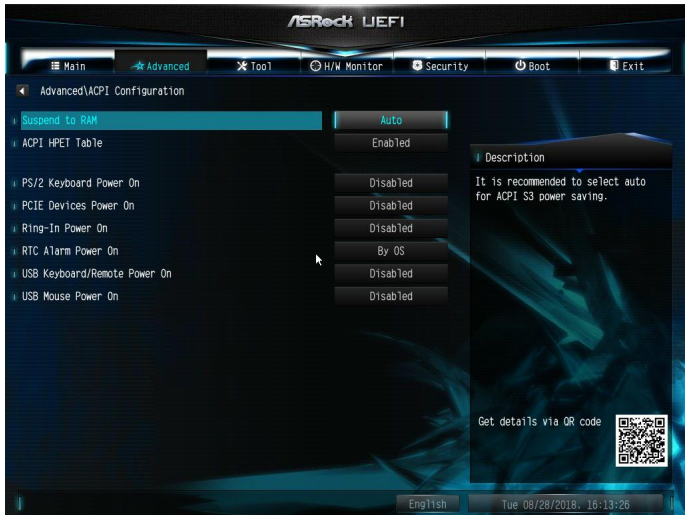 ASRock UEFI
Main Advanced Tool H/W Monitor Security Boot Exit
Advanced\ACPI Configuration
Suspend to RAM Auto
ACPI HPET Table Enabled
PS/2 Keyboard Power On Disabled
PCIE Devices Power On Disabled
Ring-In Power On Disabled
RTC Alarm Power On By OS
USB Keyboard/Remote Power On Disabled
USB Mouse Power On Disabled
Description
It is recommended to select auto
for ACPI S3 power saving.
Get details via QR code
English Tue 08/28/2018. 16:13:26